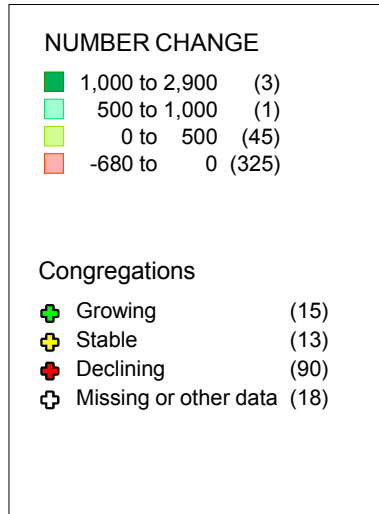 NUMBER CHANGE
1,000 to 2,900 (3)
500 to 1,000 (1)
0 to 500 (45)
-680 to 0 (325)
Congregations
Growing (15)
Stable (13)
Declining (90)
Missing or other data (18)